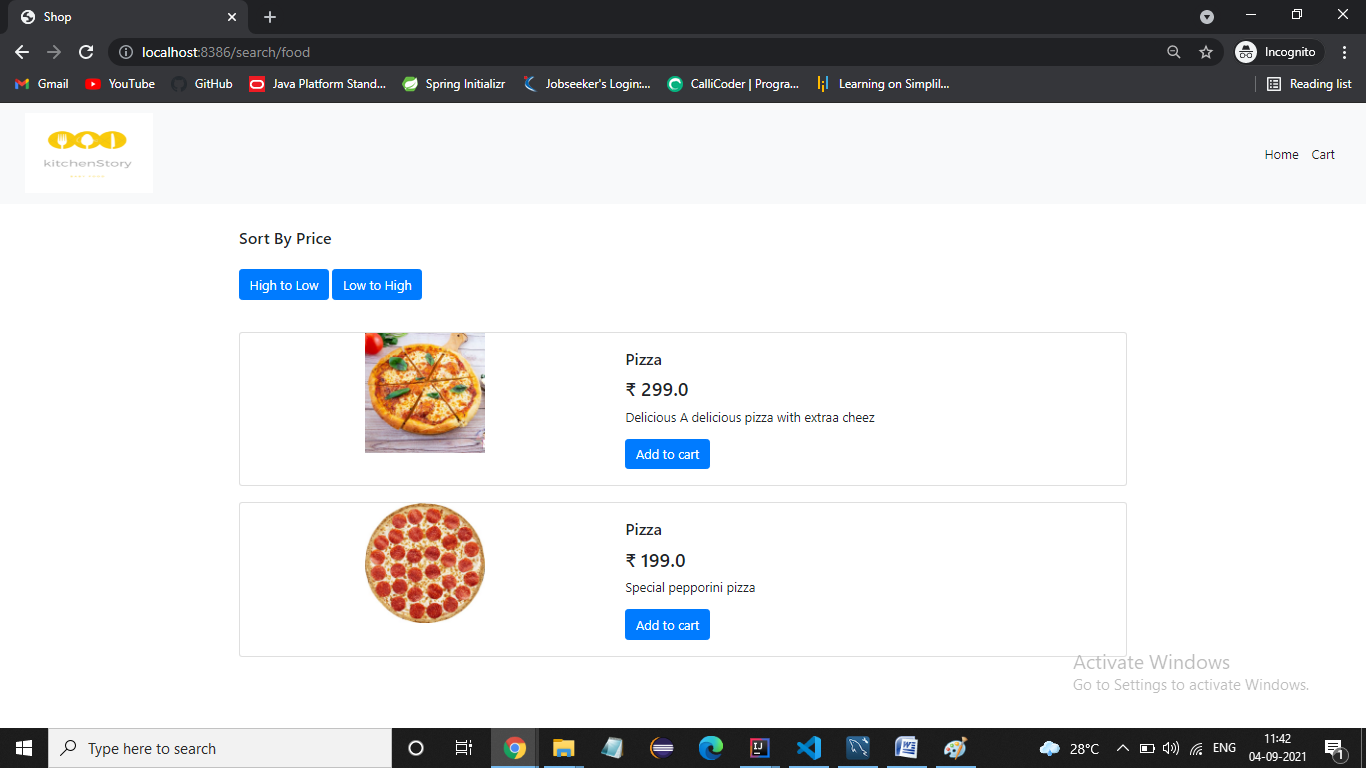 Shop
localhost:8386/search/food
Incognito
Gmail YouTube GitHub Java Platform Stand... Spring Initializr Jobseeker's Login:... CalliCoder | Progra... Learning on Simplil... Reading list
kitchenStory
Home Cart
Sort By Price
High to Low Low to High
Pizza
₹ 299.0
Delicious A delicious pizza with extraa cheez
Add to cart
Pizza
₹ 199.0
Special pepporini pizza
Add to cart
Activate Windows
Go to Settings to activate Windows.
Type here to search
28°C ENG
11:42
04-09-2021
1